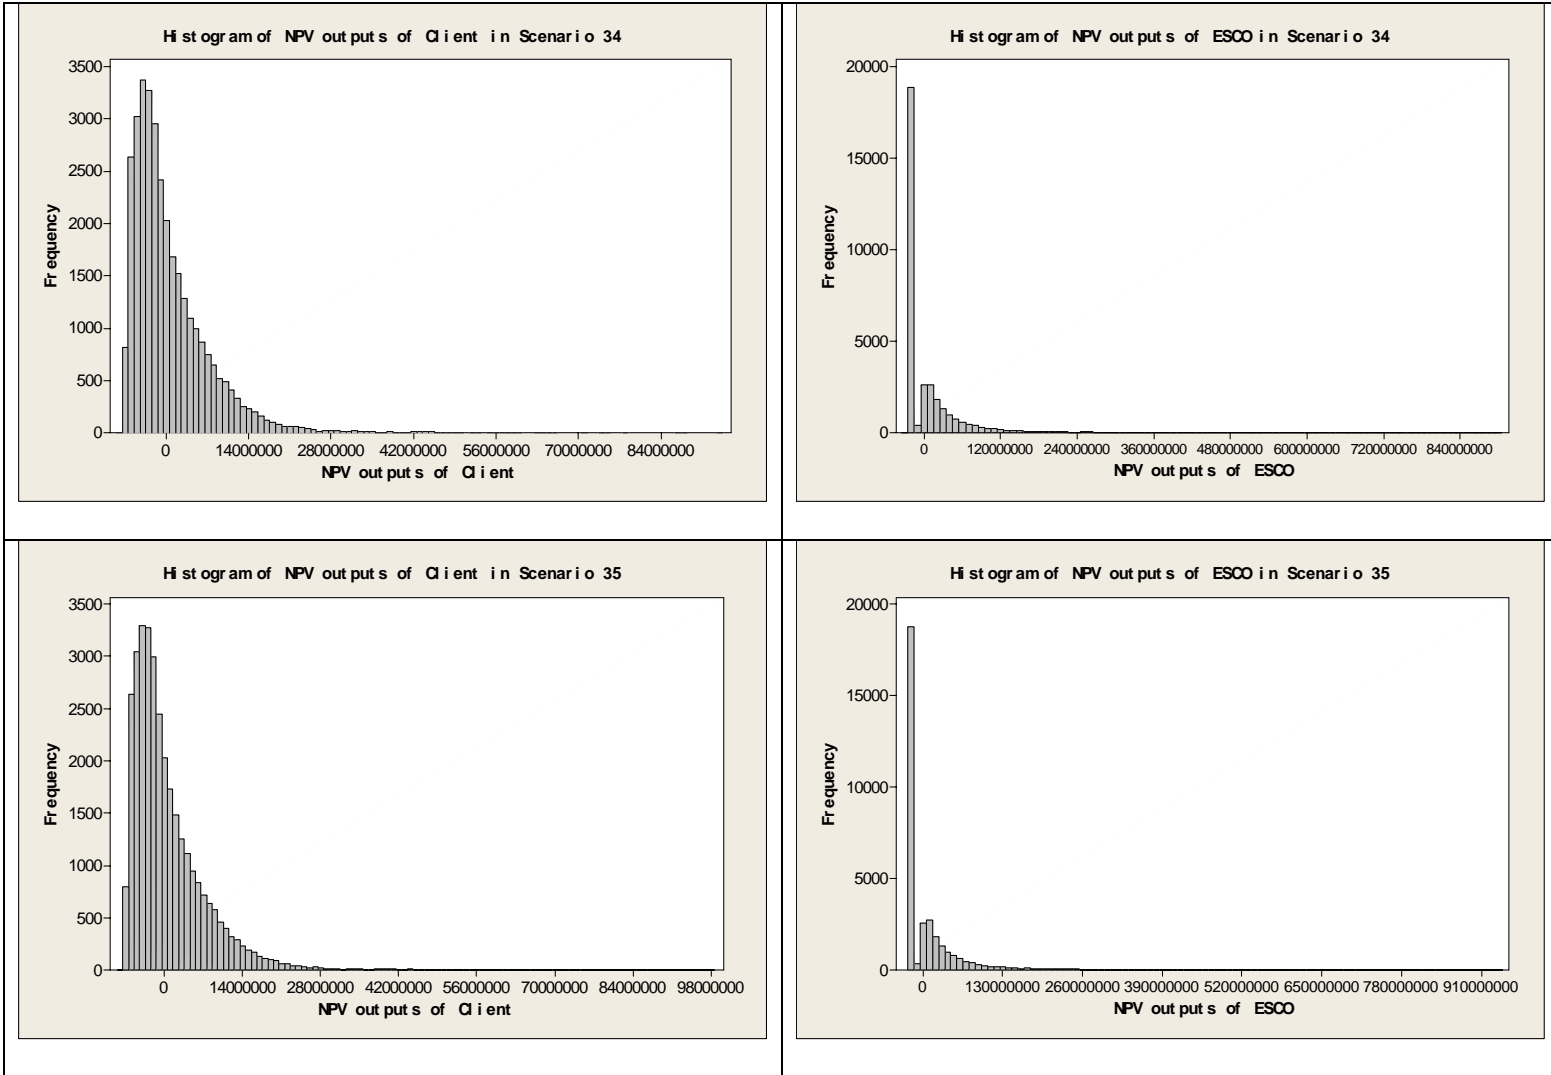 Histogram of NPV outputs of Client in Scenario 34
3500
3000
2500
2000
1500
1000
500
0
Frequency
0 14000000 28000000 42000000 56000000 70000000 84000000
NPV outputs of Client
Histogram of NPV outputs of ESCO in Scenario 34
20000
15000
10000
5000
0
Frequency
0 120000000 240000000 360000000 480000000 600000000 720000000 840000000
NPV outputs of ESCO
Histogram of NPV outputs of Client in Scenario 35
3500
3000
2500
2000
1500
1000
500
0
Frequency
0 14000000 28000000 42000000 56000000 70000000 84000000 98000000
NPV outputs of Client
Histogram of NPV outputs of ESCO in Scenario 35
20000
15000
10000
5000
0
Frequency
0 130000000 260000000 390000000 520000000 650000000 780000000 910000000
NPV outputs of ESCO